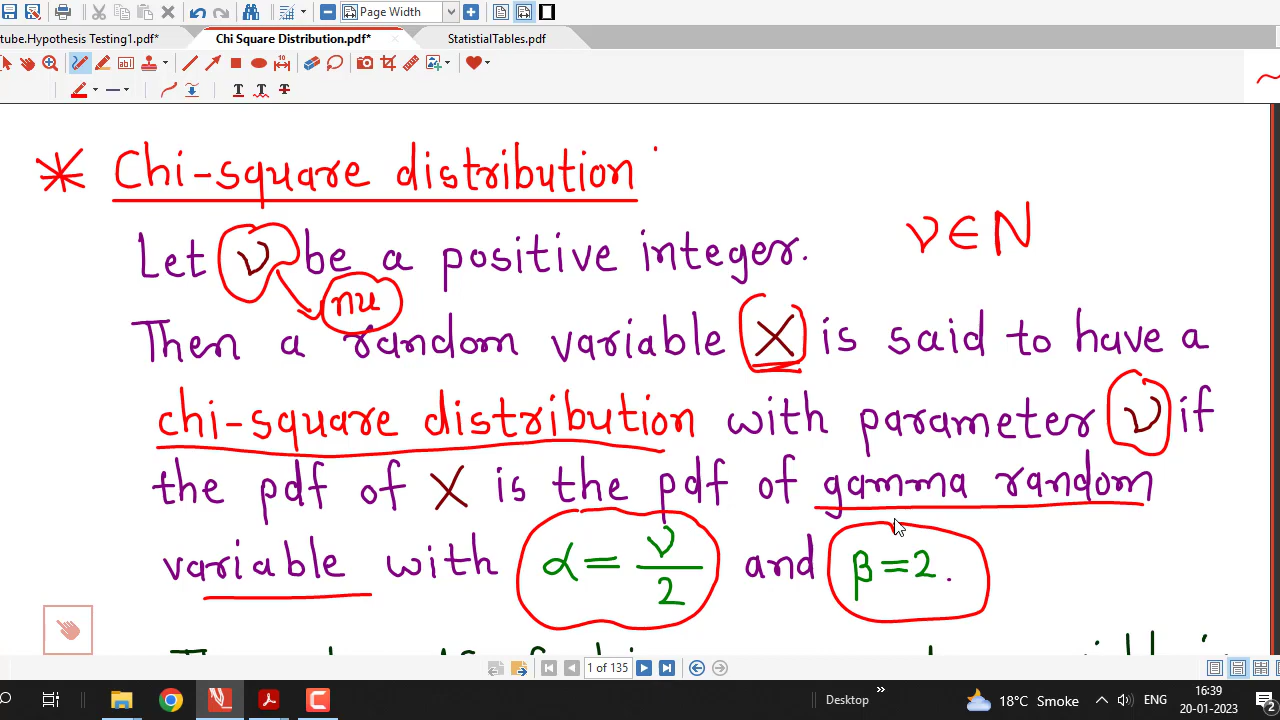 Page Width
tube.Hypothesis Testing1.pdf*
Chi Square Distribution.pdf*
StatistialTables.pdf
* Chi-square distribution
Let ν be a positive integer.
ν ∈ N
nu
Then a random variable X is said to have a
chi-square distribution with parameter ν if
the pdf of X is the pdf of gamma random
variable with α = ν/2 and β = 2.
1 of 135
Desktop
»
18°C Smoke
ENG
16:39
20-01-2023
2